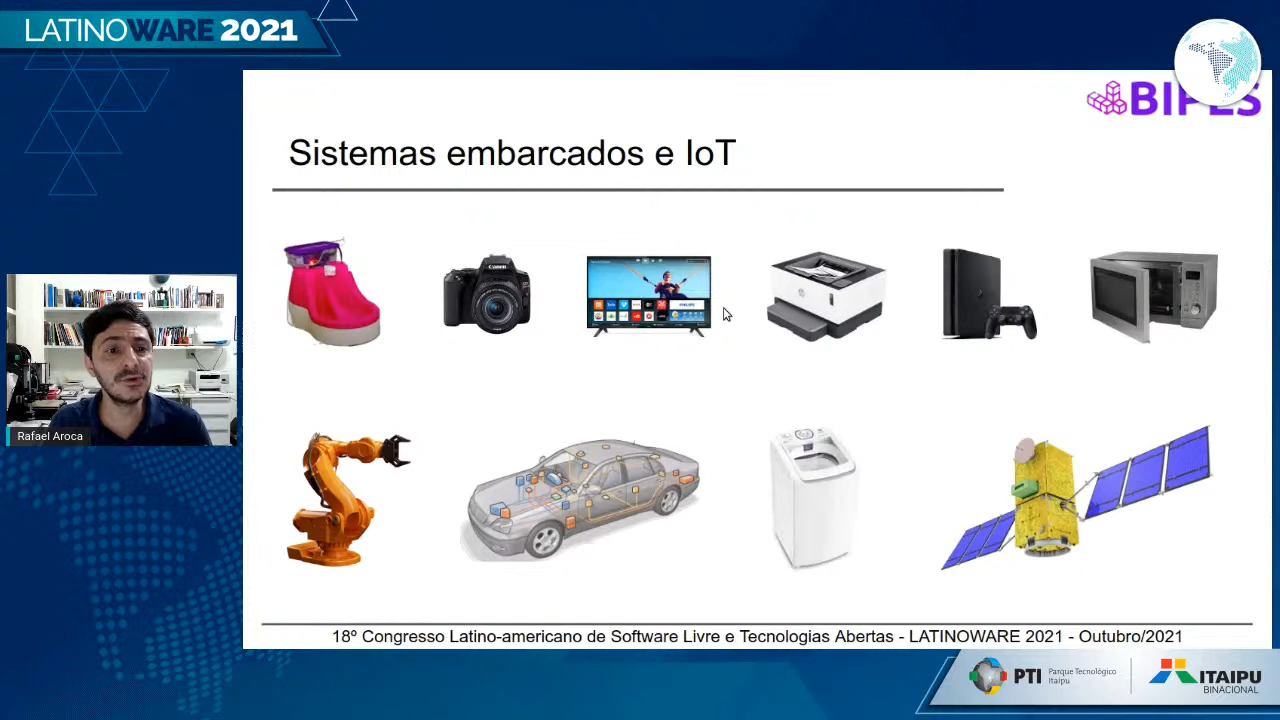 LATINOWARE 2021
BIPES
Sistemas embarcados e IoT
Canon
Rafael Aroca
18º Congresso Latino-americano de Software Livre e Tecnologias Abertas - LATINOWARE 2021 - Outubro/2021
PTI
Parque Tecnológico
Itaipu
ITAIPU
BINACIONAL